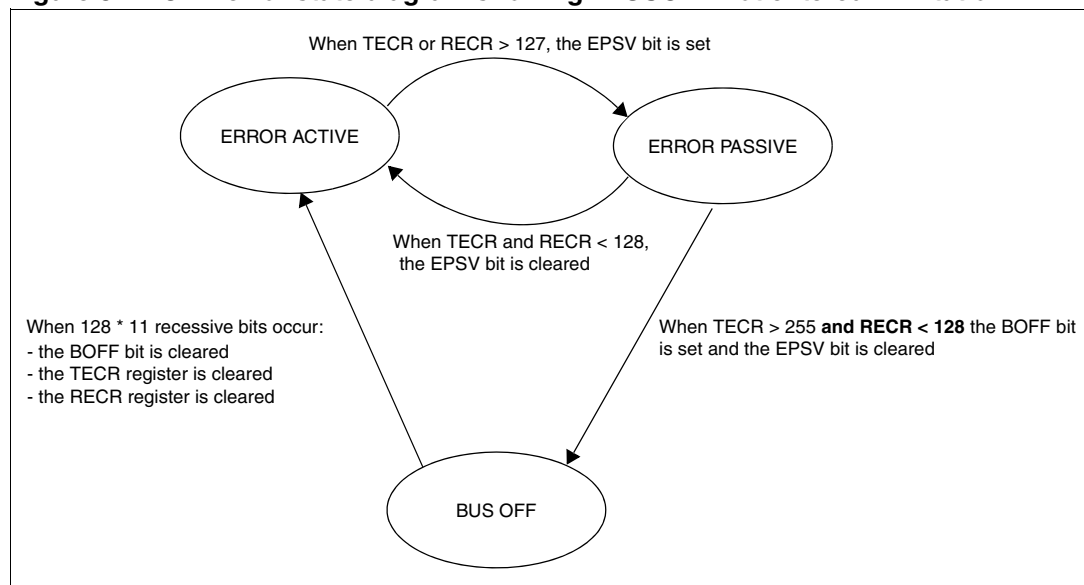 When TECR or RECR > 127, the EPSV bit is set
ERROR ACTIVE
ERROR PASSIVE
When TECR and RECR < 128,
the EPSV bit is cleared
When 128 * 11 recessive bits occur:
- the BOFF bit is cleared
- the TECR register is cleared
- the RECR register is cleared
When TECR > 255 and RECR < 128 the BOFF bit
is set and the EPSV bit is cleared
BUS OFF